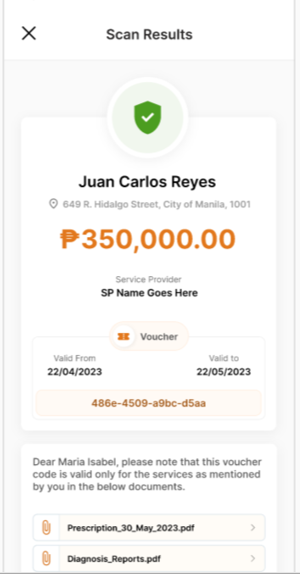 Scan Results
Juan Carlos Reyes
649 R. Hidalgo Street, City of Manila, 1001
₱350,000.00
Service Provider
SP Name Goes Here
Voucher
Valid From Valid to
22/04/2023 22/05/2023
486e-4509-a9bc-d5aa
Dear Maria Isabel, please note that this voucher
code is valid only for the services as mentioned
by you in the below documents.
Prescription_30_May_2023.pdf
Diagnosis_Reports.pdf